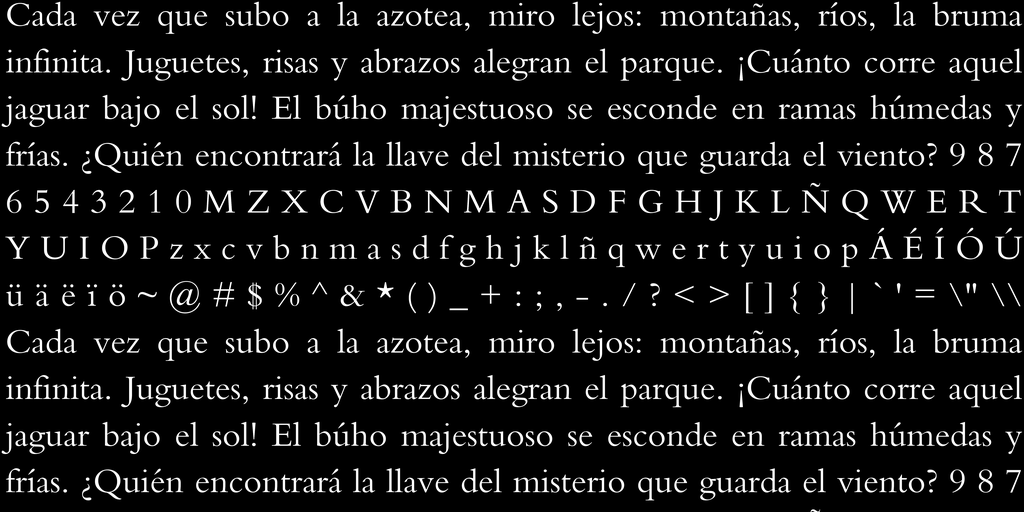 Cada vez que subo a la azotea, miro lejos: montañas, ríos, la bruma
infinita. Juguetes, risas y abrazos alegran el parque. ¡Cuánto corre aquel
jaguar bajo el sol! El búho majestuoso se esconde en ramas húmedas y
frías. ¿Quién encontrará la llave del misterio que guarda el viento? 9 8 7
6 5 4 3 2 1 0 M Z X C V B N M A S D F G H J K L Ñ Q W E R T
Y U I O P z x c v b n m a s d f g h j k l ñ q w e r t y u i o p Á É Í Ó Ú
ü ä ë ï ö ~ @ # $ % ^ & * ( ) _ + : ; , - . / ? < > [ ] { } | ` ' = \" \\
Cada vez que subo a la azotea, miro lejos: montañas, ríos, la bruma
infinita. Juguetes, risas y abrazos alegran el parque. ¡Cuánto corre aquel
jaguar bajo el sol! El búho majestuoso se esconde en ramas húmedas y
frías. ¿Quién encontrará la llave del misterio que guarda el viento? 9 8 7